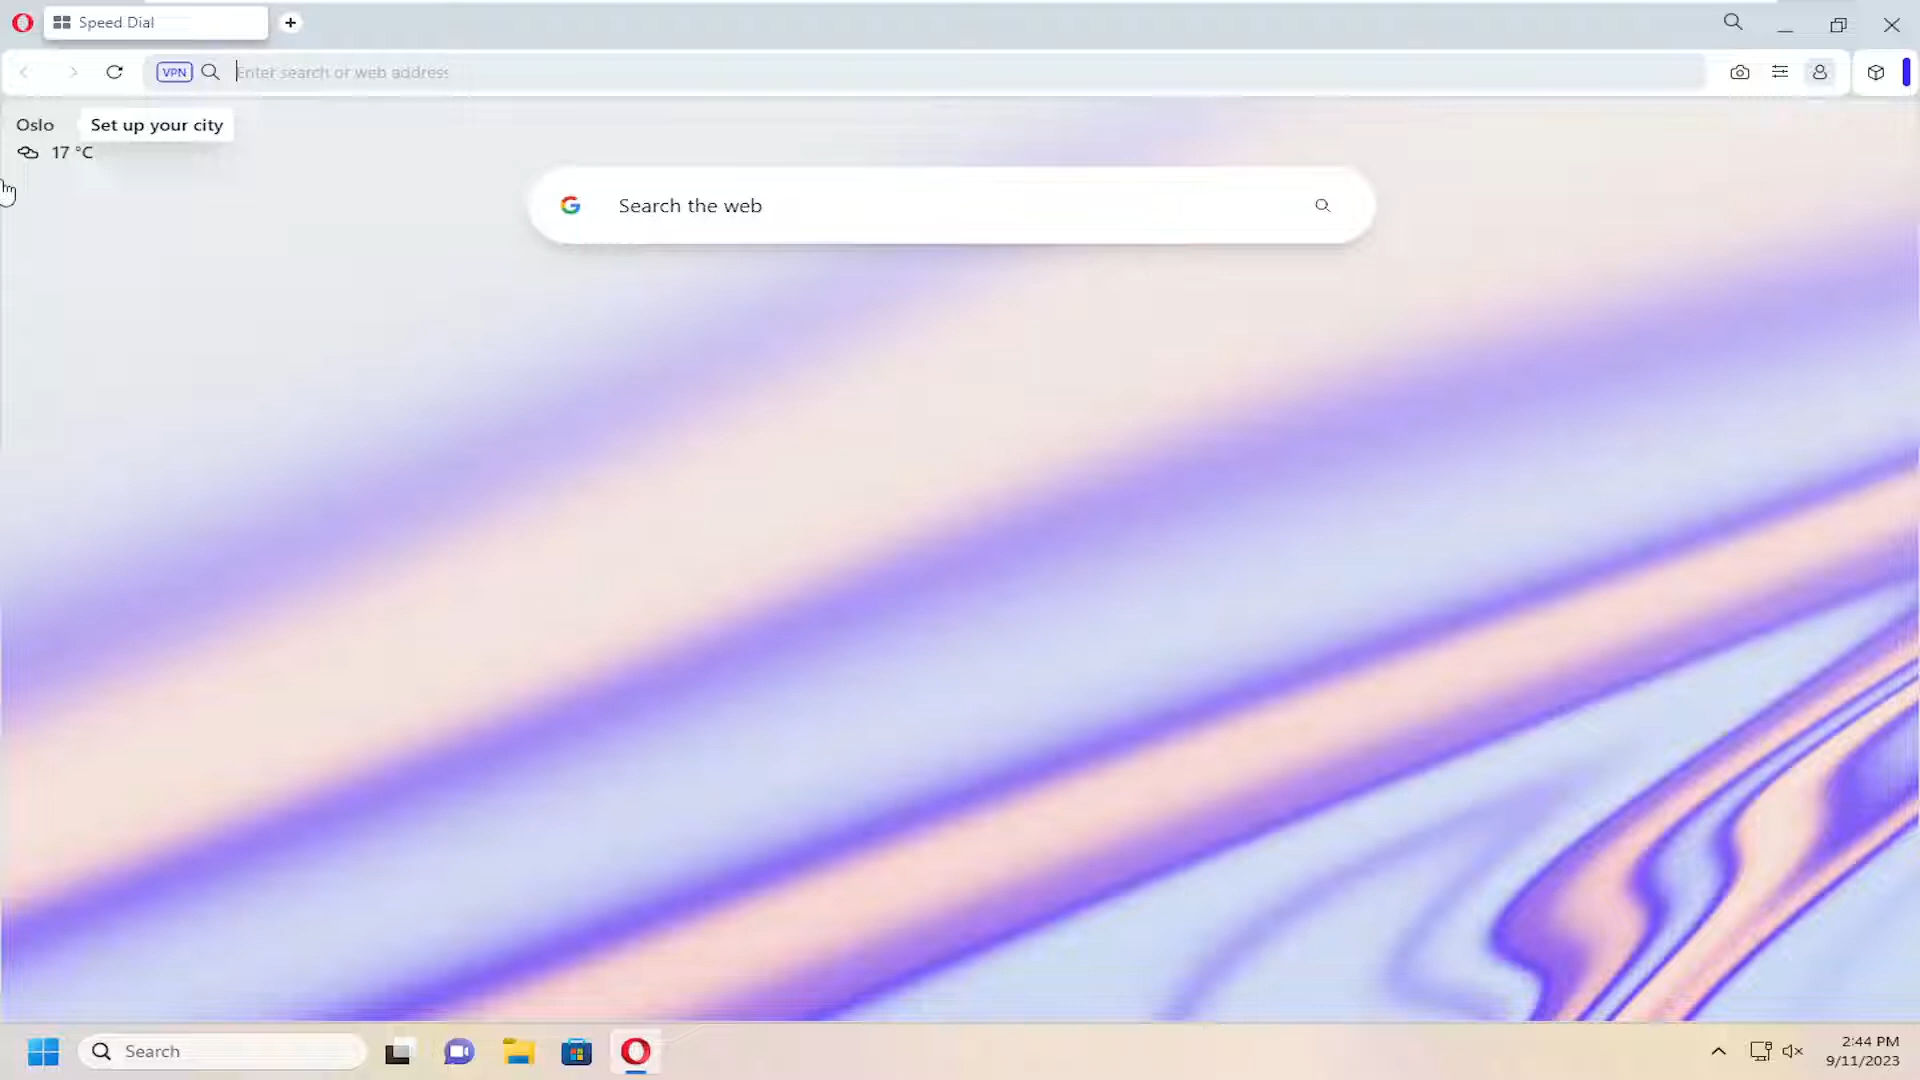 Speed Dial
VPN
Enter search or web address
Oslo
Set up your city
17 °C
Search the web
Search
2:44 PM
9/11/2023